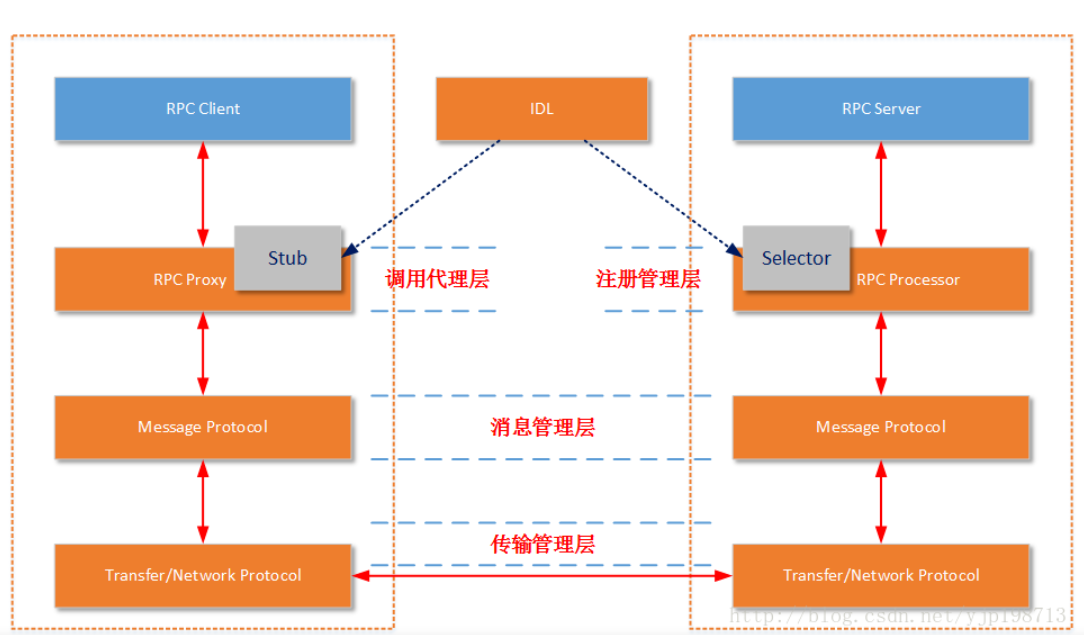 RPC Client
IDL
RPC Server
Stub
Selector
RPC Proxy
调用代理层
注册管理层
RPC Processor
Message Protocol
消息管理层
Message Protocol
传输管理层
Transfer/Network Protocol
Transfer/Network Protocol
http://blog.csdn.net/yjp198713